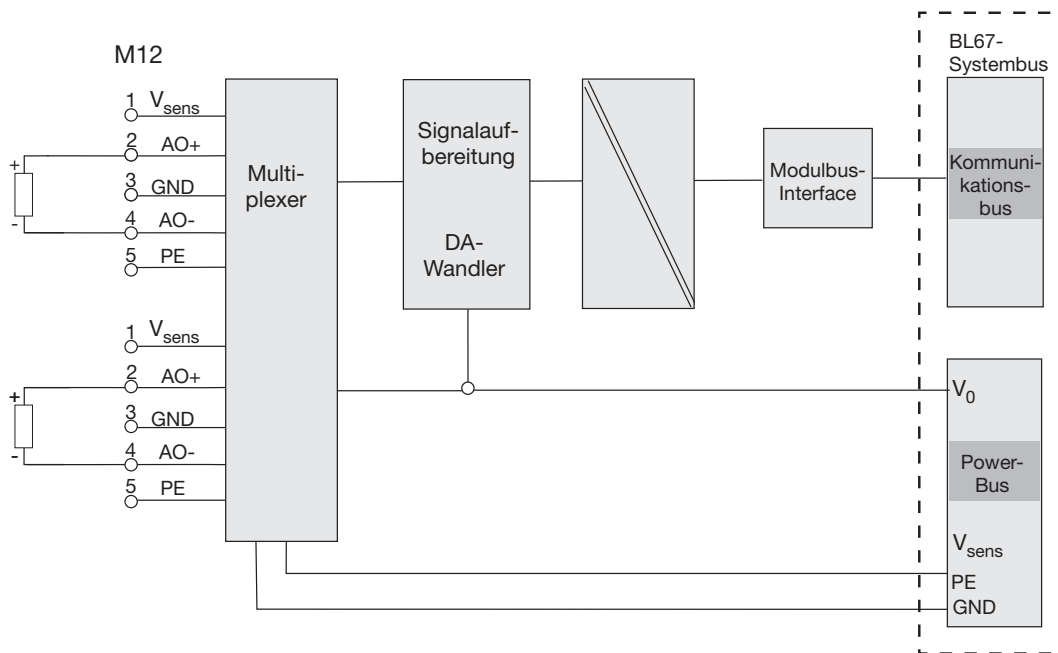 M12
1 Vsens
2 AO+
3 GND
4 AO-
5 PE
+
-
1 Vsens
2 AO+
3 GND
4 AO-
5 PE
+
-
Multi-
plexer
Signalauf-
bereitung
DA-
Wandler
Modulbus-
Interface
BL67-
Systembus
Kommuni-
kations-
bus
V0
Power-
Bus
Vsens
PE
GND